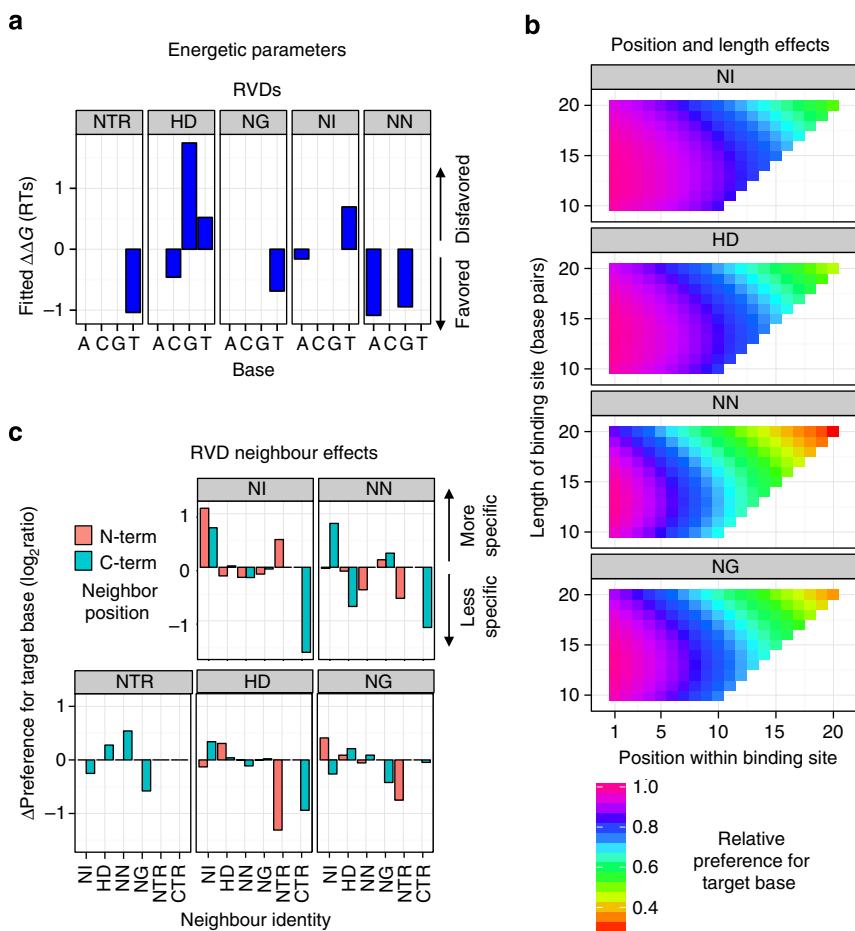 a
Energetic parameters
RVDs
NTR HD NG NI NN
1
0
−1
Fitted ΔΔG (RTs)
Disfavored
Favored
A C G T A C G T A C G T A C G T A C G T
Base
b
Position and length effects
NI
20
15
10
HD
20
15
10
NN
20
15
10
NG
20
15
10
Length of binding site (base pairs)
1 5 10 15 20
Position within binding site
1.0
0.8
0.6
0.4
Relative
preference for
target base
c
RVD neighbour effects
NI NN
N-term
C-term
Neighbor
position
1
0
−1
More
specific
Less
specific
ΔPreference for target base (log2ratio)
NTR HD NG
1
0
−1
NI HD NN NG NTR CTR NI HD NN NG NTR CTR NI HD NN NG NTR CTR
Neighbour identity